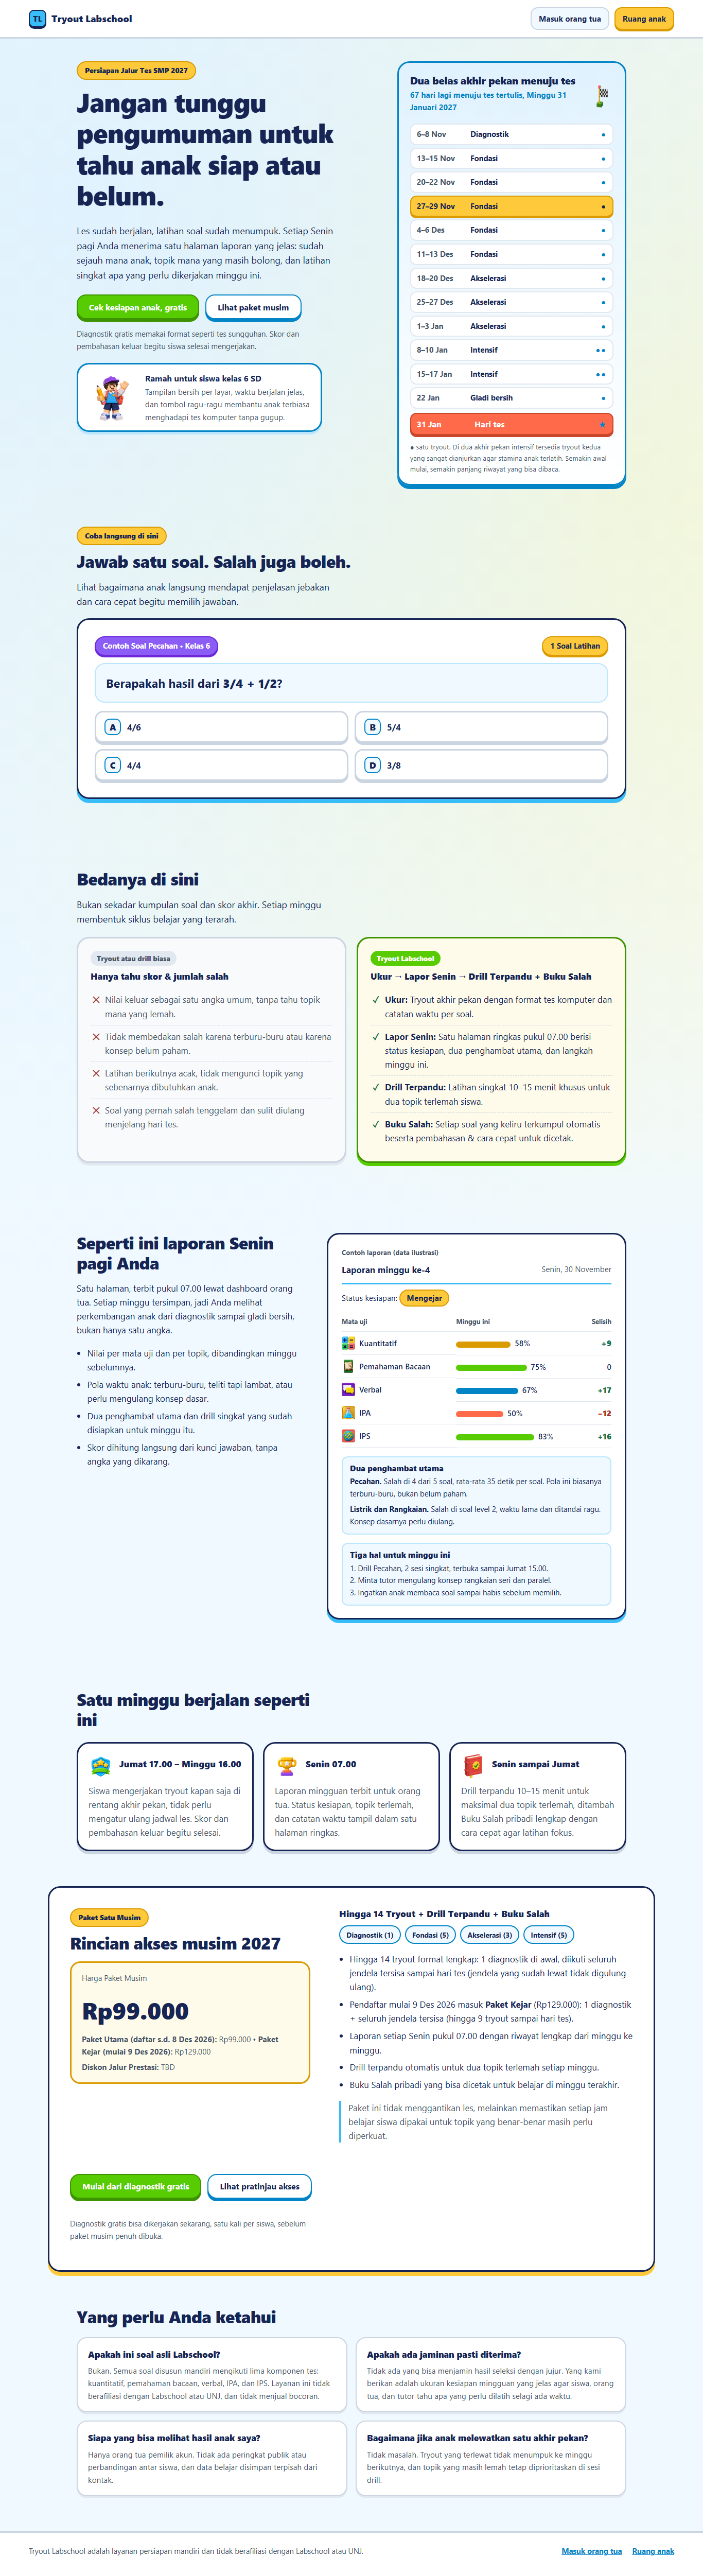 TL Tryout Labschool
Masuk orang tua
Ruang anak
Persiapan Jalur Tes SMP 2027
Jangan tunggu
pengumuman untuk
tahu anak siap atau
belum.
Les sudah berjalan, latihan soal sudah menumpuk. Setiap Senin
pagi Anda menerima satu halaman laporan yang jelas: sudah
sejauh mana anak, topik mana yang masih bolong, dan latihan
singkat apa yang perlu dikerjakan minggu ini.
Cek kesiapan anak, gratis
Lihat paket musim
Diagnostik gratis memakai format seperti tes sungguhan. Skor dan
pembahasan keluar begitu siswa selesai mengerjakan.
Ramah untuk siswa kelas 6 SD
Tampilan bersih per layar, waktu berjalan jelas,
dan tombol ragu-ragu membantu anak terbiasa
menghadapi tes komputer tanpa gugup.
Dua belas akhir pekan menuju tes
67 hari lagi menuju tes tertulis, Minggu 31
Januari 2027
6–8 Nov Diagnostik
13–15 Nov Fondasi
20–22 Nov Fondasi
27–29 Nov Fondasi
4–6 Des Fondasi
11–13 Des Fondasi
18–20 Des Akselerasi
25–27 Des Akselerasi
1–3 Jan Akselerasi
8–10 Jan Intensif
15–17 Jan Intensif
22 Jan Gladi bersih
31 Jan Hari tes
● satu tryout. Di dua akhir pekan intensif tersedia tryout kedua
yang sangat dianjurkan agar stamina anak terlatih. Semakin awal
mulai, semakin panjang riwayat yang bisa dibaca.
Coba langsung di sini
Jawab satu soal. Salah juga boleh.
Lihat bagaimana anak langsung mendapat penjelasan jebakan
dan cara cepat begitu memilih jawaban.
Contoh Soal Pecahan • Kelas 6
1 Soal Latihan
Berapakah hasil dari 3/4 + 1/2?
A 4/6
B 5/4
C 4/4
D 3/8
Bedanya di sini
Bukan sekadar kumpulan soal dan skor akhir. Setiap minggu
membentuk siklus belajar yang terarah.
Tryout atau drill biasa
Hanya tahu skor & jumlah salah
✕ Nilai keluar sebagai satu angka umum, tanpa tahu topik
mana yang lemah.
✕ Tidak membedakan salah karena terburu-buru atau karena
konsep belum paham.
✕ Latihan berikutnya acak, tidak mengunci topik yang
sebenarnya dibutuhkan anak.
✕ Soal yang pernah salah tenggelam dan sulit diulang
menjelang hari tes.
Tryout Labschool
Ukur → Lapor Senin → Drill Terpandu + Buku Salah
✓ Ukur: Tryout akhir pekan dengan format tes komputer dan
catatan waktu per soal.
✓ Lapor Senin: Satu halaman ringkas pukul 07.00 berisi
status kesiapan, dua penghambat utama, dan langkah
minggu ini.
✓ Drill Terpandu: Latihan singkat 10–15 menit khusus untuk
dua topik terlemah siswa.
✓ Buku Salah: Setiap soal yang keliru terkumpul otomatis
beserta pembahasan & cara cepat untuk dicetak.
Seperti ini laporan Senin
pagi Anda
Satu halaman, terbit pukul 07.00 lewat dashboard orang
tua. Setiap minggu tersimpan, jadi Anda melihat
perkembangan anak dari diagnostik sampai gladi bersih,
bukan hanya satu angka.
• Nilai per mata uji dan per topik, dibandingkan minggu
sebelumnya.
• Pola waktu anak: terburu-buru, teliti tapi lambat, atau
perlu mengulang konsep dasar.
• Dua penghambat utama dan drill singkat yang sudah
disiapkan untuk minggu itu.
• Skor dihitung langsung dari kunci jawaban, tanpa
angka yang dikarang.
Contoh laporan (data ilustrasi)
Laporan minggu ke-4 Senin, 30 November
Status kesiapan: Mengejar
Mata uji Minggu ini Selisih
Kuantitatif 58% +9
Pemahaman Bacaan 75% 0
Verbal 67% +17
IPA 50% −12
IPS 83% +16
Dua penghambat utama
Pecahan. Salah di 4 dari 5 soal, rata-rata 35 detik per soal. Pola ini biasanya
terburu-buru, bukan belum paham.
Listrik dan Rangkaian. Salah di soal level 2, waktu lama dan ditandai ragu.
Konsep dasarnya perlu diulang.
Tiga hal untuk minggu ini
1. Drill Pecahan, 2 sesi singkat, terbuka sampai Jumat 15.00.
2. Minta tutor mengulang konsep rangkaian seri dan paralel.
3. Ingatkan anak membaca soal sampai habis sebelum memilih.
Satu minggu berjalan seperti
ini
Jumat 17.00 – Minggu 16.00
Siswa mengerjakan tryout kapan saja di
rentang akhir pekan, tidak perlu
mengatur ulang jadwal les. Skor dan
pembahasan keluar begitu selesai.
Senin 07.00
Laporan mingguan terbit untuk orang
tua. Status kesiapan, topik terlemah,
dan catatan waktu tampil dalam satu
halaman ringkas.
Senin sampai Jumat
Drill terpandu 10–15 menit untuk
maksimal dua topik terlemah, ditambah
Buku Salah pribadi lengkap dengan
cara cepat agar latihan fokus.
Paket Satu Musim
Rincian akses musim 2027
Harga Paket Musim
Rp99.000
Paket Utama (daftar s.d. 8 Des 2026): Rp99.000 • Paket
Kejar (mulai 9 Des 2026): Rp129.000
Diskon Jalur Prestasi: TBD
Mulai dari diagnostik gratis
Lihat pratinjau akses
Diagnostik gratis bisa dikerjakan sekarang, satu kali per siswa, sebelum
paket musim penuh dibuka.
Hingga 14 Tryout + Drill Terpandu + Buku Salah
Diagnostik (1) Fondasi (5) Akselerasi (3) Intensif (5)
• Hingga 14 tryout format lengkap: 1 diagnostik di awal, diikuti seluruh
jendela tersisa sampai hari tes (jendela yang sudah lewat tidak digulung
ulang).
• Pendaftar mulai 9 Des 2026 masuk Paket Kejar (Rp129.000): 1 diagnostik
+ seluruh jendela tersisa (hingga 9 tryout sampai hari tes).
• Laporan setiap Senin pukul 07.00 dengan riwayat lengkap dari minggu ke
minggu.
• Drill terpandu otomatis untuk dua topik terlemah setiap minggu.
• Buku Salah pribadi yang bisa dicetak untuk belajar di minggu terakhir.
Paket ini tidak menggantikan les, melainkan memastikan setiap jam
belajar siswa dipakai untuk topik yang benar-benar masih perlu
diperkuat.
Yang perlu Anda ketahui
Apakah ini soal asli Labschool?
Bukan. Semua soal disusun mandiri mengikuti lima komponen tes:
kuantitatif, pemahaman bacaan, verbal, IPA, dan IPS. Layanan ini tidak
berafiliasi dengan Labschool atau UNJ, dan tidak menjual bocoran.
Apakah ada jaminan pasti diterima?
Tidak ada yang bisa menjamin hasil seleksi dengan jujur. Yang kami
berikan adalah ukuran kesiapan mingguan yang jelas agar siswa, orang
tua, dan tutor tahu apa yang perlu dilatih selagi ada waktu.
Siapa yang bisa melihat hasil anak saya?
Hanya orang tua pemilik akun. Tidak ada peringkat publik atau
perbandingan antar siswa, dan data belajar disimpan terpisah dari
kontak.
Bagaimana jika anak melewatkan satu akhir pekan?
Tidak masalah. Tryout yang terlewat tidak menumpuk ke minggu
berikutnya, dan topik yang masih lemah tetap diprioritaskan di sesi
drill.
Tryout Labschool adalah layanan persiapan mandiri dan tidak berafiliasi dengan Labschool atau UNJ.
Masuk orang tua
Ruang anak